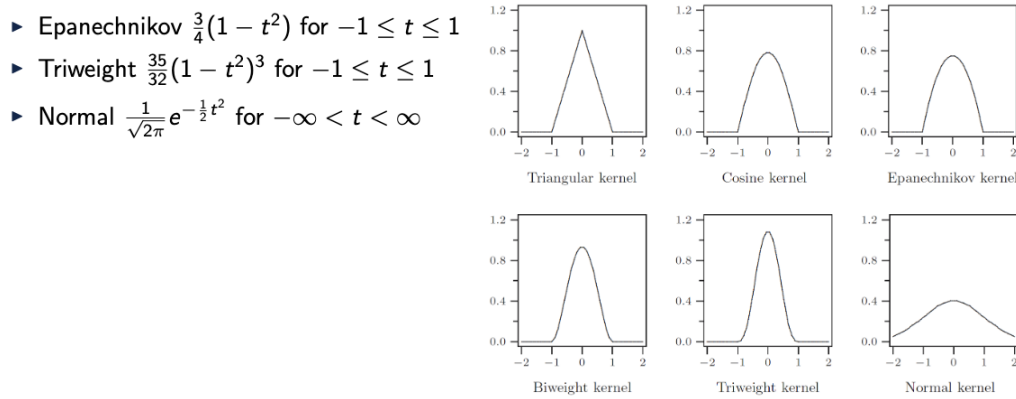 ▸ Epanechnikov 3/4(1 − t²) for −1 ≤ t ≤ 1
▸ Triweight 35/32(1 − t²)³ for −1 ≤ t ≤ 1
▸ Normal 1/√2π e^(−1/2 t²) for −∞ < t < ∞
1.2
0.8
0.4
0.0
−2 −1 0 1 2
Triangular kernel
1.2
0.8
0.4
0.0
−2 −1 0 1 2
Cosine kernel
1.2
0.8
0.4
0.0
−2 −1 0 1 2
Epanechnikov kernel
1.2
0.8
0.4
0.0
−2 −1 0 1 2
Biweight kernel
1.2
0.8
0.4
0.0
−2 −1 0 1 2
Triweight kernel
1.2
0.8
0.4
0.0
−2 −1 0 1 2
Normal kernel